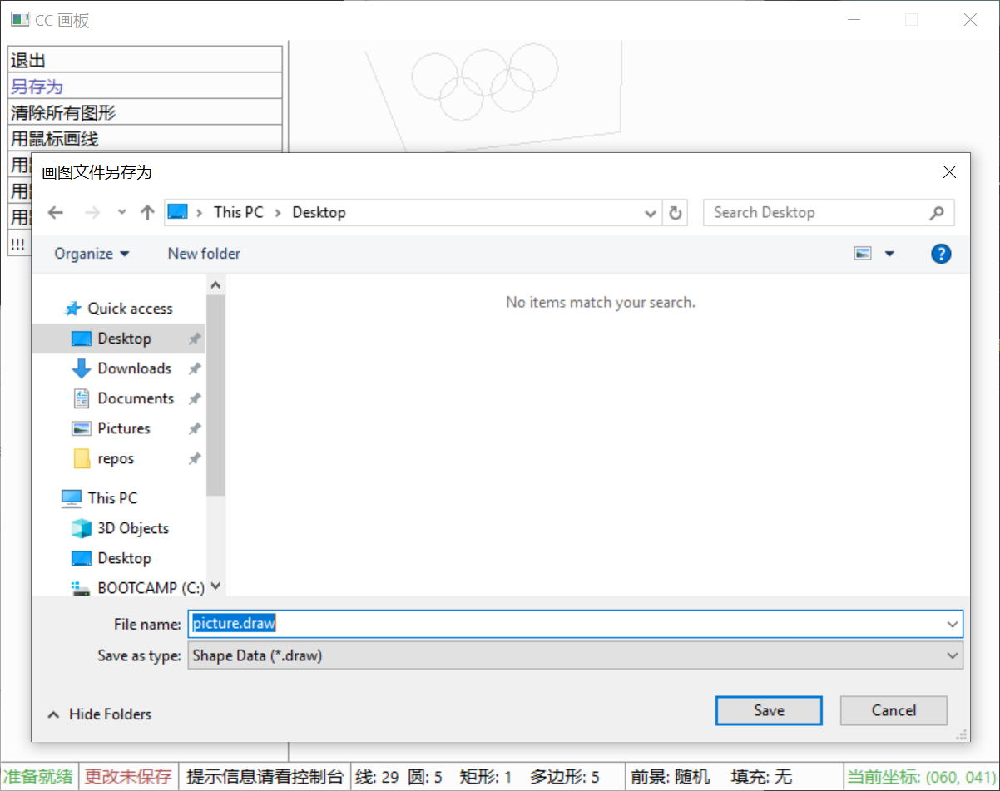 CC 画板
退出
另存为
清除所有图形
用鼠标画线
用
用
用
!!!
画图文件另存为
This PC
Desktop
Search Desktop
Organize
New folder
?
No items match your search.
Quick access
Desktop
Downloads
Documents
Pictures
repos
This PC
3D Objects
Desktop
BOOTCAMP (C:)
File name:
picture.draw
Save as type:
Shape Data (*.draw)
Hide Folders
Save
Cancel
准备就绪
更改未保存
提示信息请看控制台
线: 29 圆: 5 矩形: 1 多边形: 5
前景: 随机 填充: 无
当前坐标: (060, 041)